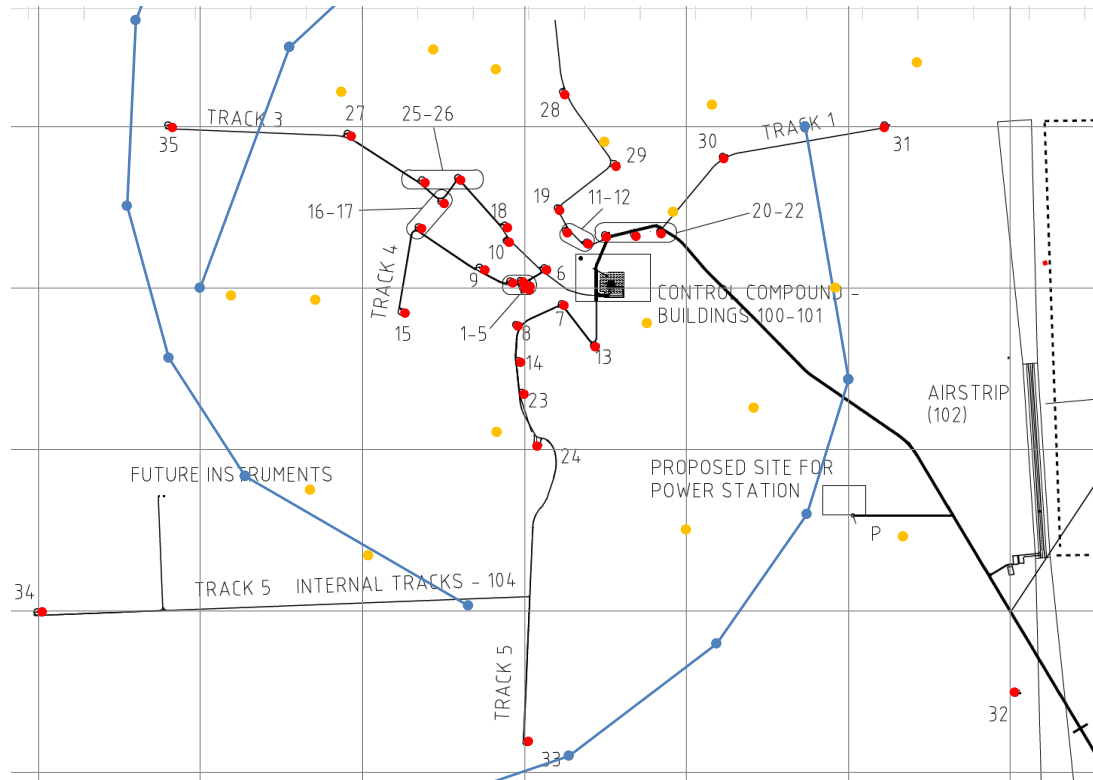 25-26
28
TRACK 3
27
TRACK 1
35
30
31
29
19
11-12
16-17
18
20-22
10
TRACK 4
9
6
CONTROL COMPOUND -
BUILDINGS 100-101
15
1-5
8
7
13
14
AIRSTRIP
(102)
23
24
FUTURE INSTRUMENTS
PROPOSED SITE FOR
POWER STATION
P
34
TRACK 5
INTERNAL TRACKS - 104
TRACK 5
32
33